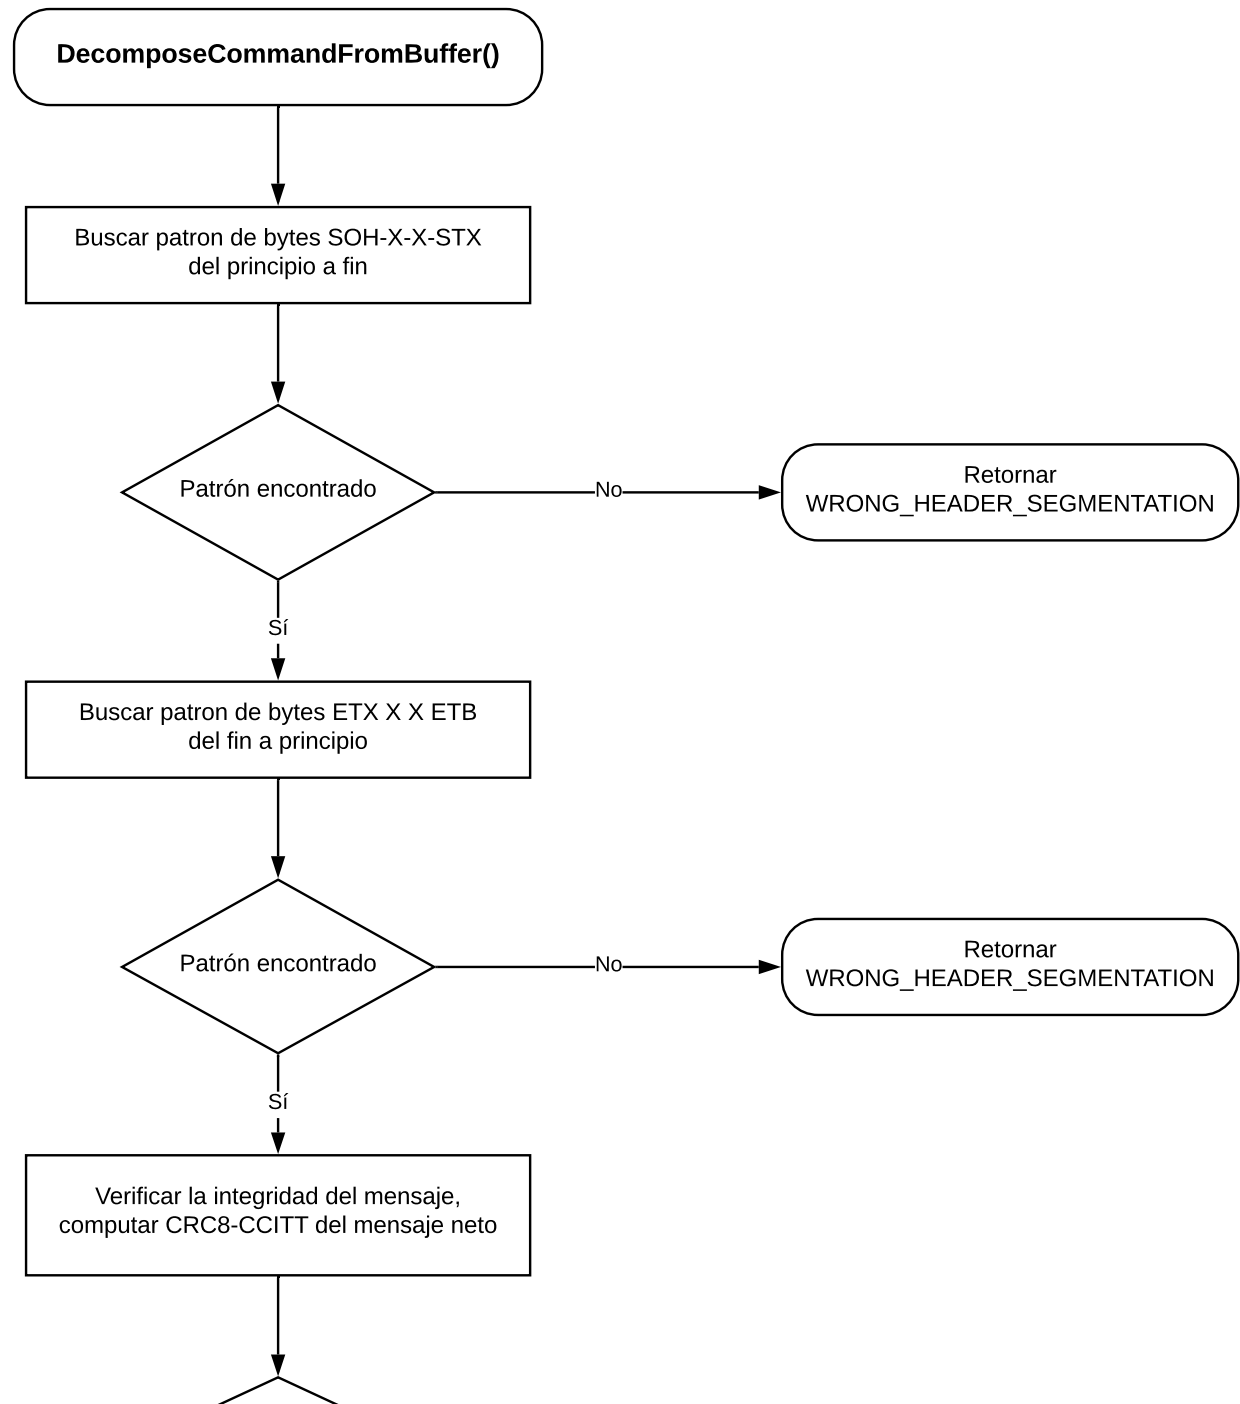 DecomposeCommandFromBuffer()
Buscar patron de bytes SOH-X-X-STX
del principio a fin
Patrón encontrado
No
Retornar
WRONG_HEADER_SEGMENTATION
Sí
Buscar patron de bytes ETX X X ETB
del fin a principio
Patrón encontrado
No
Retornar
WRONG_HEADER_SEGMENTATION
Sí
Verificar la integridad del mensaje,
computar CRC8-CCITT del mensaje neto